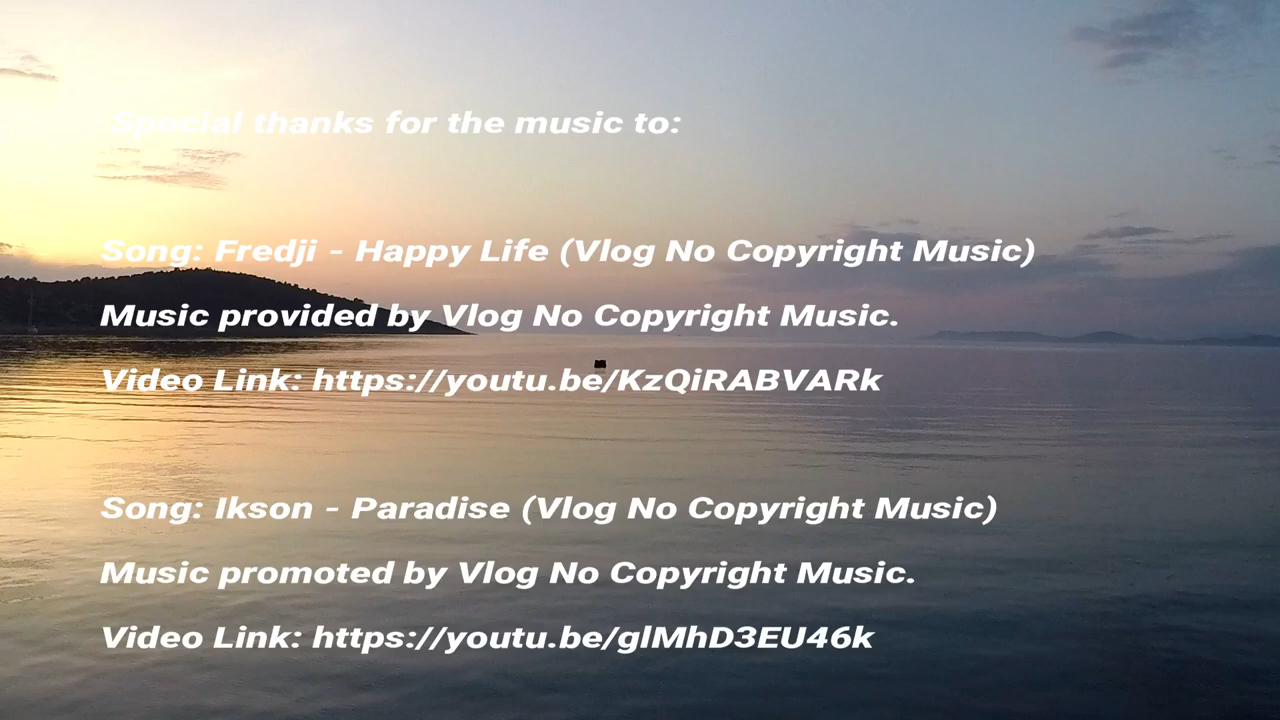 Special thanks for the music to:
Song: Fredji - Happy Life (Vlog No Copyright Music)
Music provided by Vlog No Copyright Music.
Video Link: https://youtu.be/KzQiRABVARk
Song: Ikson - Paradise (Vlog No Copyright Music)
Music promoted by Vlog No Copyright Music.
Video Link: https://youtu.be/glMhD3EU46k